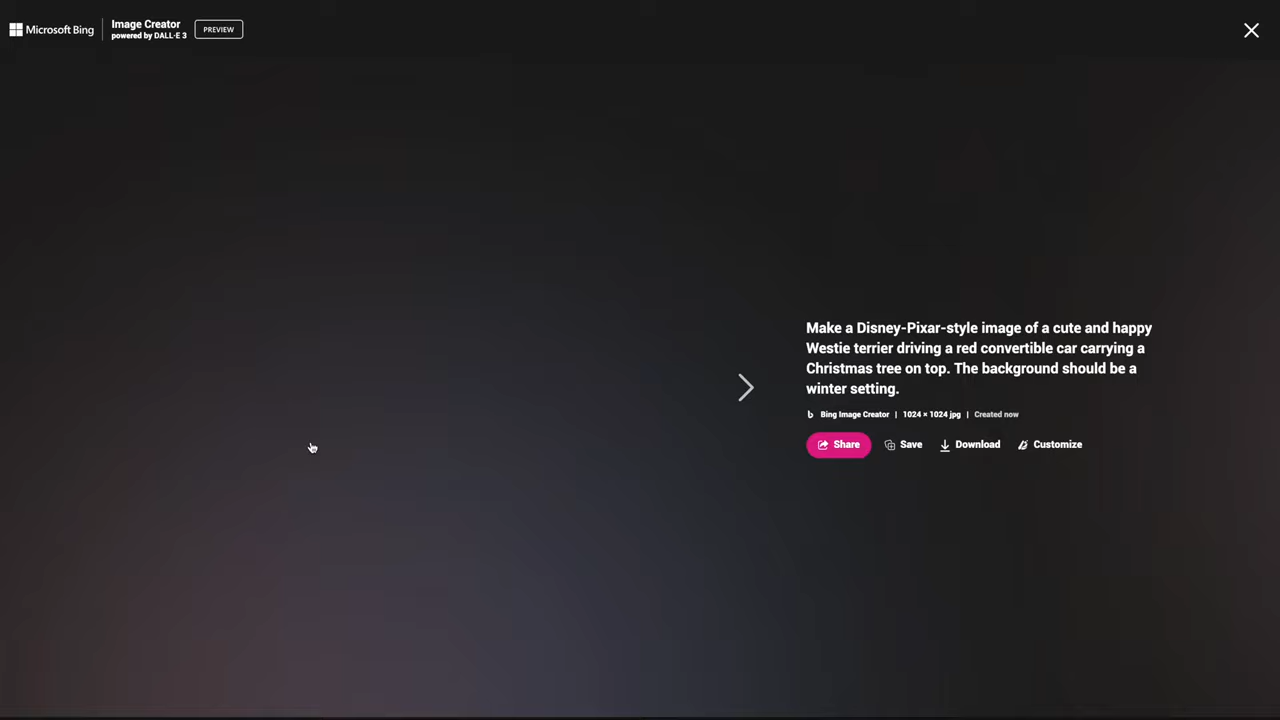 Microsoft Bing
Image Creator
powered by DALL·E 3
PREVIEW
Make a Disney-Pixar-style image of a cute and happy
Westie terrier driving a red convertible car carrying a
Christmas tree on top. The background should be a
winter setting.
Bing Image Creator | 1024 × 1024 jpg | Created now
Share Save Download Customize